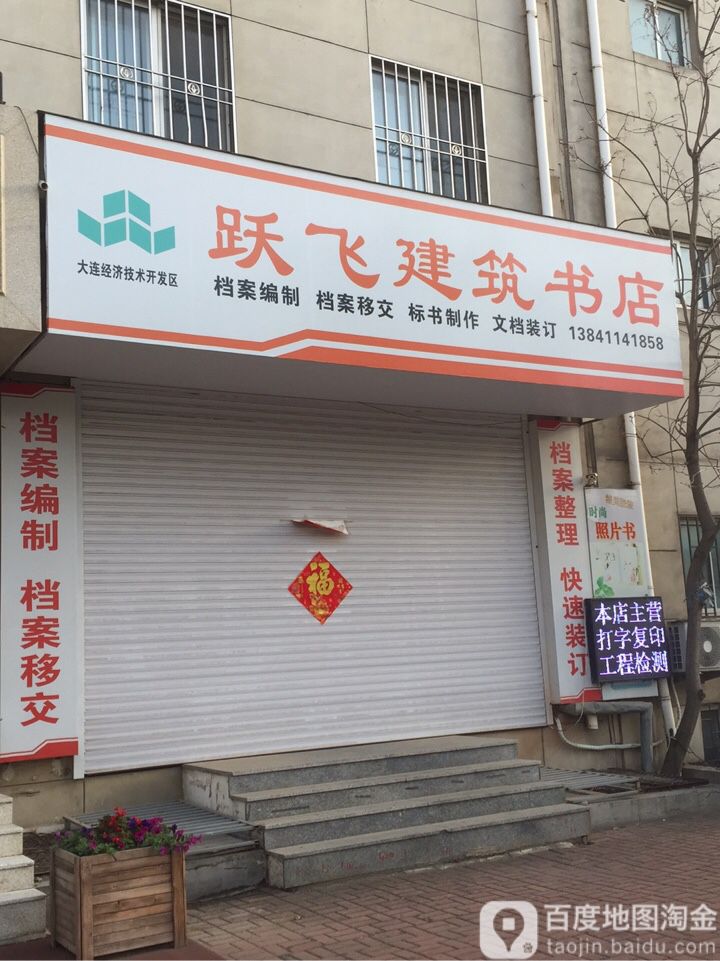 跃飞建筑书店
大连经济技术开发区
档案编制 档案移交 标书制作 文档装订 13841141858
档案编制 档案移交
福
档案整理 快速装订
时尚
照片书
本店主营
打字复印
工程检测
百度地图淘金
taojin.baidu.com